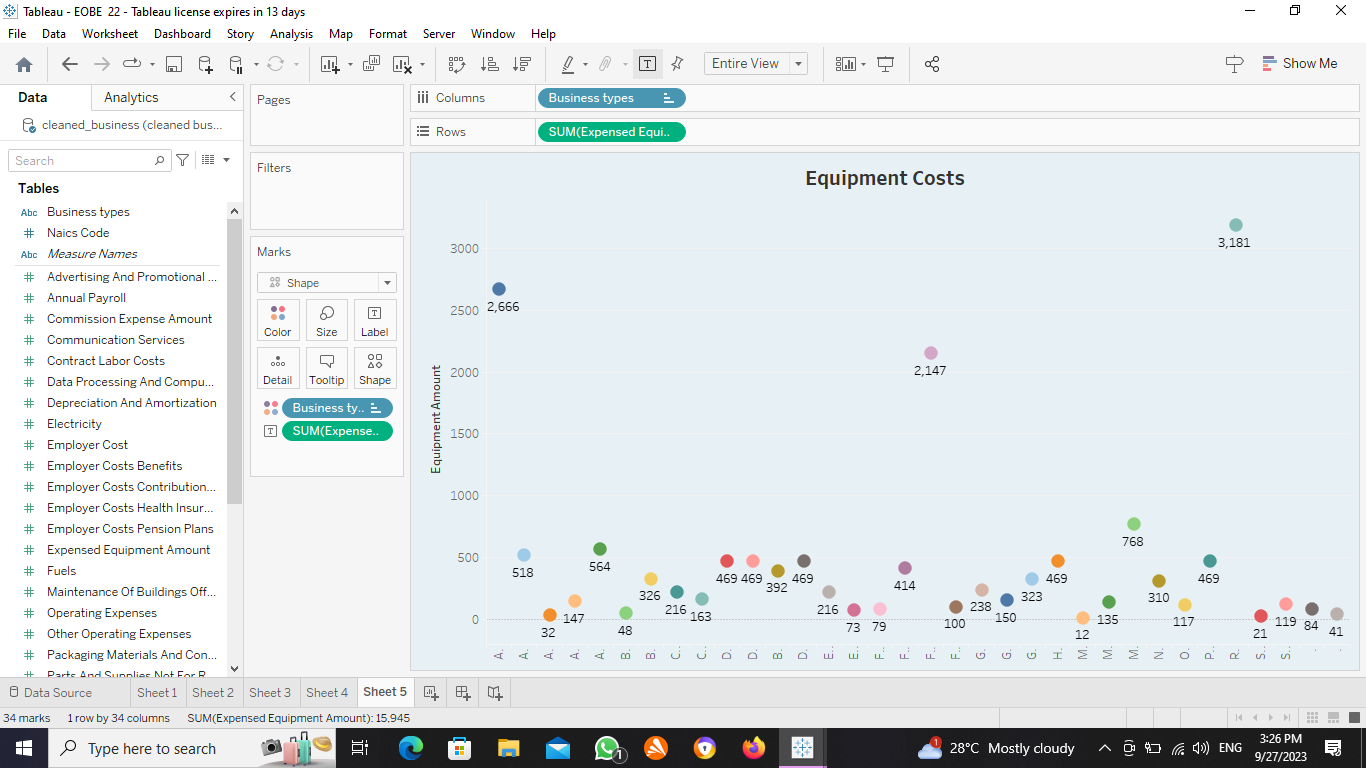 Tableau - EOBE 22 - Tableau license expires in 13 days
File Data Worksheet Dashboard Story Analysis Map Format Server Window Help
Entire View
Show Me
Data Analytics
cleaned_business (cleaned bus...
Search
Tables
Abc Business types
# Naics Code
Abc Measure Names
# Advertising And Promotional ...
# Annual Payroll
# Commission Expense Amount
# Communication Services
# Contract Labor Costs
# Data Processing And Compu...
# Depreciation And Amortization
# Electricity
# Employer Cost
# Employer Costs Benefits
# Employer Costs Contribution...
# Employer Costs Health Insur...
# Employer Costs Pension Plans
# Expensed Equipment Amount
# Fuels
# Maintenance Of Buildings Off...
# Operating Expenses
# Other Operating Expenses
# Packaging Materials And Con...
# Parts And Supplies Not For R...
Pages
Filters
Marks
Shape
Color Size Label
Detail Tooltip Shape
Business ty..
SUM(Expense..
Columns Business types
Rows SUM(Expensed Equi..
Equipment Costs
Equipment Amount
3000
2500
2000
1500
1000
500
0
2,666
518
32
147
564
48
326
216
163
469
469
392
469
216
73
79
414
2,147
100
238
150
323
469
12
135
768
310
117
469
3,181
21
119
84
41
A. A. A. A. A. B. B. C. C. D. D. B. D. E. E. F. F. F. F. G. G. G. H. M. M. M. N. O. P. R. S. S. . .
Data Source Sheet 1 Sheet 2 Sheet 3 Sheet 4 Sheet 5
34 marks 1 row by 34 columns SUM(Expensed Equipment Amount): 15,945
Type here to search
1
1
28°C Mostly cloudy
ENG
3:26 PM
9/27/2023